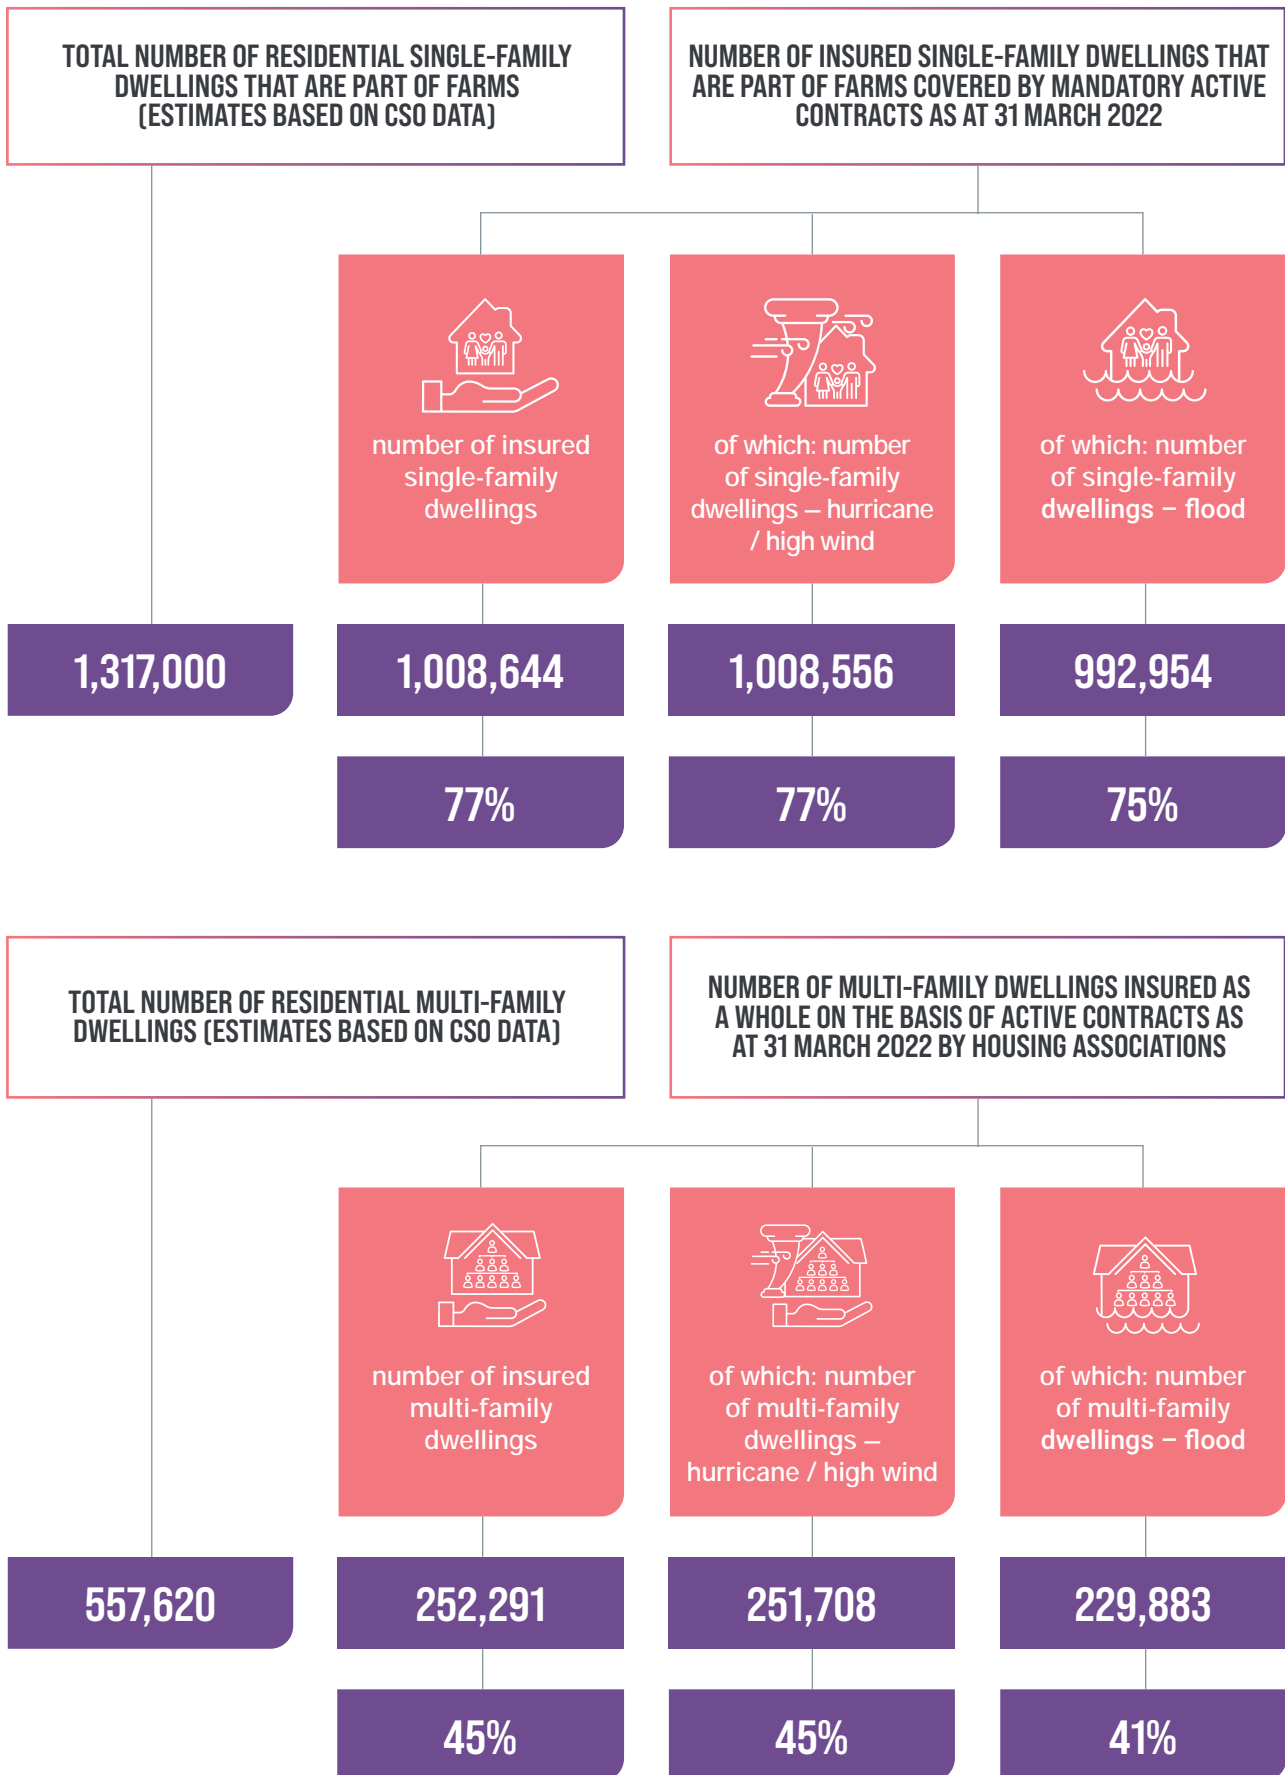 TOTAL NUMBER OF RESIDENTIAL SINGLE-FAMILY
DWELLINGS THAT ARE PART OF FARMS
(ESTIMATES BASED ON CSO DATA)
NUMBER OF INSURED SINGLE-FAMILY DWELLINGS THAT
ARE PART OF FARMS COVERED BY MANDATORY ACTIVE
CONTRACTS AS AT 31 MARCH 2022
number of insured
single-family
dwellings
of which: number
of single-family
dwellings – hurricane
/ high wind
of which: number
of single-family
dwellings – flood
1,317,000
1,008,644
1,008,556
992,954
77%
77%
75%
TOTAL NUMBER OF RESIDENTIAL MULTI-FAMILY
DWELLINGS (ESTIMATES BASED ON CSO DATA)
NUMBER OF MULTI-FAMILY DWELLINGS INSURED AS
A WHOLE ON THE BASIS OF ACTIVE CONTRACTS AS
AT 31 MARCH 2022 BY HOUSING ASSOCIATIONS
number of insured
multi-family
dwellings
of which: number
of multi-family
dwellings –
hurricane / high wind
of which: number
of multi-family
dwellings – flood
557,620
252,291
251,708
229,883
45%
45%
41%